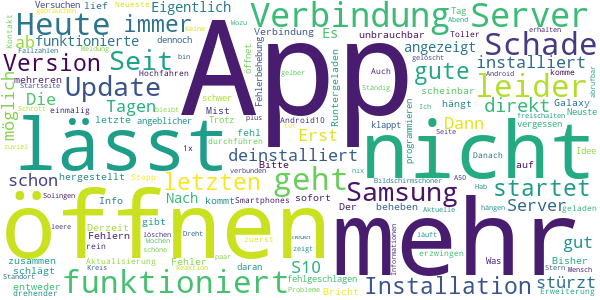 Heute
immer
Eigentlich
Verbindung
Server
Versuchen
lief
Neueste
Wozu
Tag
Abend
Toller
Kontakt
ab
funktionierte
dennoch
Verbindung
Es
unbrauchbar
erhalten
Fallzahlen
Meldung
Version
Seit
App
angezeigt
Schade
mehreren
Hochfahren
bin
öffnet
Fehlerbehebung
Runtergeladen
gelöscht
Android
komme
Startseite
Update
gelber
gute
installiert
leider
abrufbar
möglich
Die
Tagen
schwer
Auch
Ständig
scheinbar
Ich
Schrott
einmalig
bleibt
Mist
plus
hängt
Galaxy
letzte
angeblicher
Trotz
Android10
klappt
programmieren
direkt
Neuste
zuviel
1x
fehl
durchführen
Erst
Seite
vergessen
Idee
lässt
nicht
deinstalliert
Bitte
Dann
freischalten
schon
hergestellt
Stopp
letzten
geht
verbunden
nix
Bildschirmschoner
Danach
auf
Solingen
Smartphones
sofort
Samsung
Hab
ASO
startet
leere
Info
Nach
kommt
Der
beheben
Aktuelle
hängen
Server
geladen
öffnen
mehr
Derzeit
gibt
löschen
Wochen
schöne
Fehlern
rein
Dreht
zuerst
zeigt
S10
erzwingen
läuft
Was
Bisher
gut
zusammen
Aktualisierung
Fehler
daran
paar
fehlgeschlagen
Informationen
Stern
Mensch
schlägt
Kreis
Reaktion
Standort
entweder
drehender
funktioniert
Probleme
Bricht
Installation
stürzt
Erweiterung